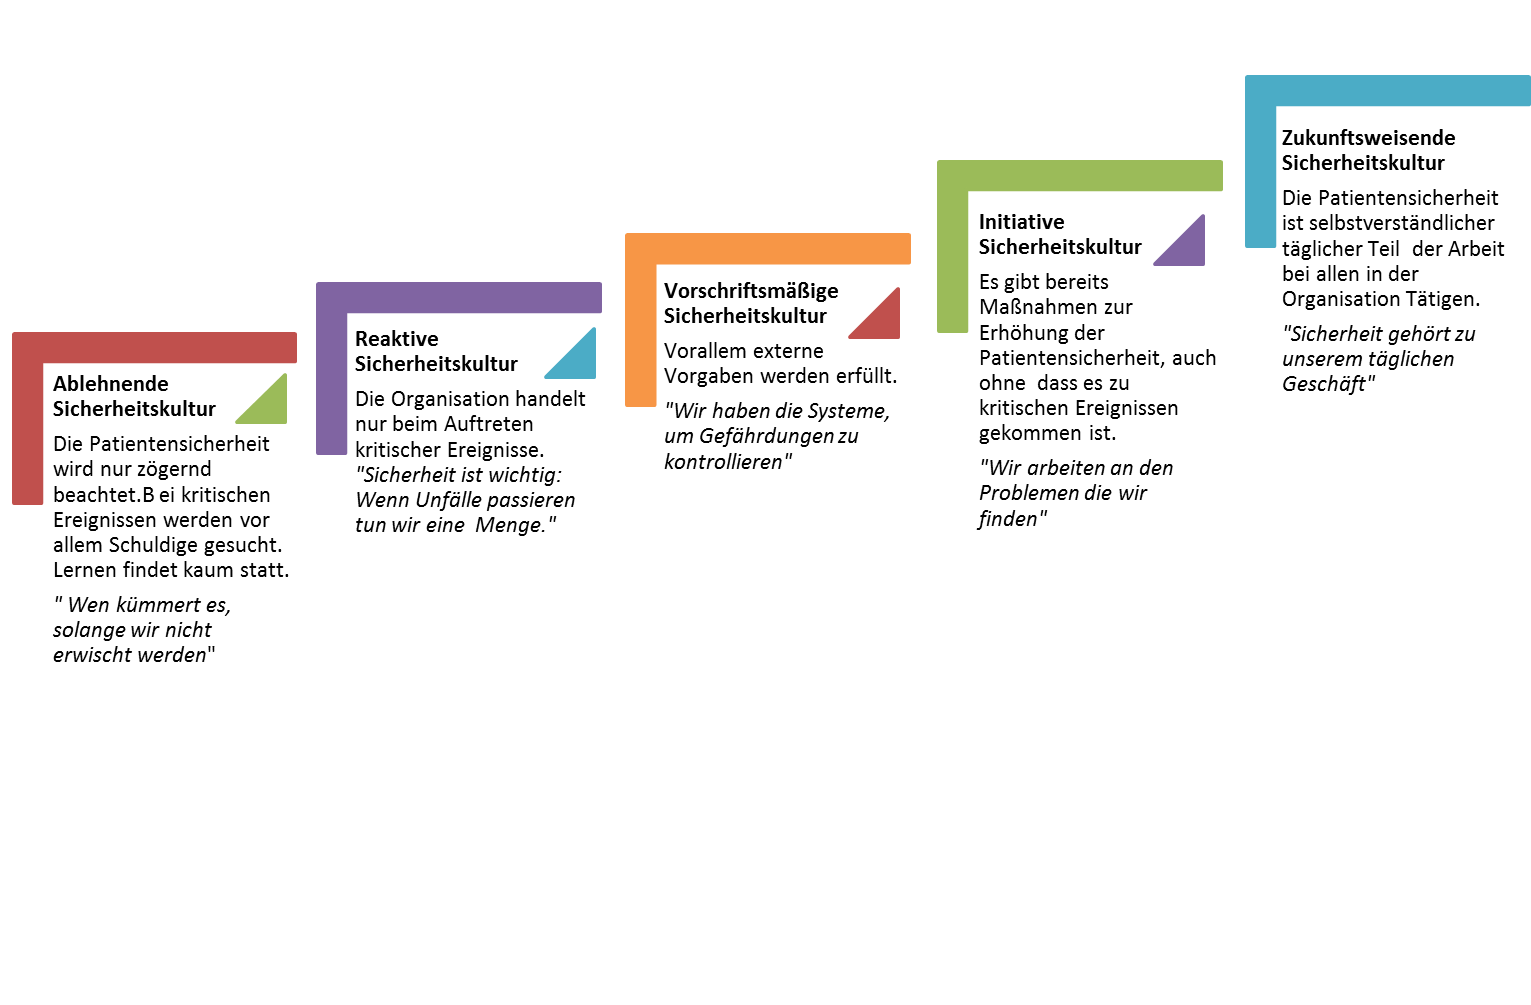 Ablehnende
Sicherheitskultur
Die Patientensicherheit
wird nur zögernd
beachtet.B ei kritischen
Ereignissen werden vor
allem Schuldige gesucht.
Lernen findet kaum statt.
" Wen kümmert es,
solange wir nicht
erwischt werden"
Reaktive
Sicherheitskultur
Die Organisation handelt
nur beim Auftreten
kritischer Ereignisse.
"Sicherheit ist wichtig:
Wenn Unfälle passieren
tun wir eine  Menge."
Vorschriftsmäßige
Sicherheitskultur
Vorallem externe
Vorgaben werden erfüllt.
"Wir haben die Systeme,
um Gefährdungen zu
kontrollieren"
Initiative
Sicherheitskultur
Es gibt bereits
Maßnahmen zur
Erhöhung der
Patientensicherheit, auch
ohne  dass es zu
kritischen Ereignissen
gekommen ist.
"Wir arbeiten an den
Problemen die wir
finden"
Zukunftsweisende
Sicherheitskultur
Die Patientensicherheit
ist selbstverständlicher
täglicher Teil  der Arbeit
bei allen in der
Organisation Tätigen.
"Sicherheit gehört zu
unserem täglichen
Geschäft"